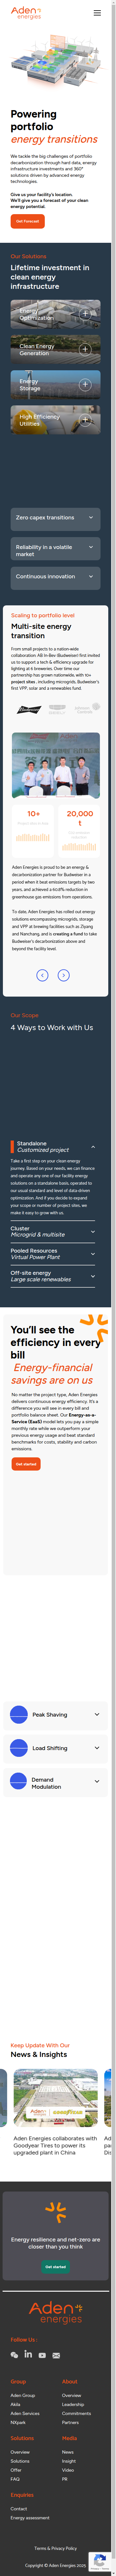 Aden
energies
Powering
portfolio
energy transitions
We tackle the big challenges of portfolio
decarbonization through hard-duty, energy
infrastructure investments and 360°
solutions driven by advanced energy
technologies.
Give us your facility's location.
We'll give you a forecast of your clean
energy potential.
Get Forecast
Our Solutions
Lifetime investment in
clean energy
infrastructure
Energy
Optimization
Clean Energy
Generation
Energy
Storage
High Efficiency
Utilities
Zero capex transitions
Reliability in a volatile
market
Continuous innovation
Scaling to portfolio level
Multi-site energy
transition
From small projects to a nation-wide
collaboration: AB In-Bev (Budweiser) first invited
us to support a tech & efficiency upgrade for
lighting at 6 breweries. Over time our
partnership has grown nationwide, with 10+
project sites, including microgrids, Budweiser's
first VPP, solar and a renewables fund.
10+
20,000
t
Aden Energies is proud to be an energy &
decarbonization partner for Budweiser in a
period when it beat emissions targets by two
years, and achieved a 60.6% reduction of
greenhouse gas emissions from operations.
To date, Aden Energies has rolled out energy
solutions encompassing microgrids, storage,
and VPP at brewing facilities such as Ziyang
and Nanchang, and is creating a fund with
Budweiser's decarbonization above and
beyond the facility level.
Our Scope
4 Ways to Work with Us
Standalone
Customized project
Take a first step on your clean energy
journey. Based on your needs, we can finance
and operate any one of our key energy
solutions on a standalone basis, operated to
our usual standard and level of data-driven
optimization. And if you decide to expand
your scope or number of project sites, we
make it easy to grow with us.
Cluster
Microgrid & multisite
Pooled Resources
Virtual Power Plant
Off-site energy
Large scale renewables
You'll see the
efficiency in every
bill
Energy-financial
savings are on us
No matter the project type, Aden Energies
delivers continuous energy efficiency. It's a
difference you will see in every bill and
portfolio balance sheet. Our Energy-as-a-
Service (EaaS) model lets you pay a simple
monthly rate while we outperform your
previous energy usage and beat standard
benchmarks for costs, stability and carbon
emissions.
Get started
Peak Shaving
Load Shifting
Demand
Modulation
Keep Update With Our
News & Insights
Aden Energies collaborates with
Goodyear Tires to power its
upgraded plant in China
Energy resilience and net-zero are
closer than you think
Get started
Aden
energies
Follow Us :
Group
About
Aden Group
Overview
Akila
Leadership
Aden Services
Commitments
NXpark
Partners
Solutions
Media
Overview
News
Solutions
Insight
Offer
Video
FAQ
PR
Enquiries
Contact
Energy assessment
Terms & Privacy Policy
Copyright © Aden Energies 2025